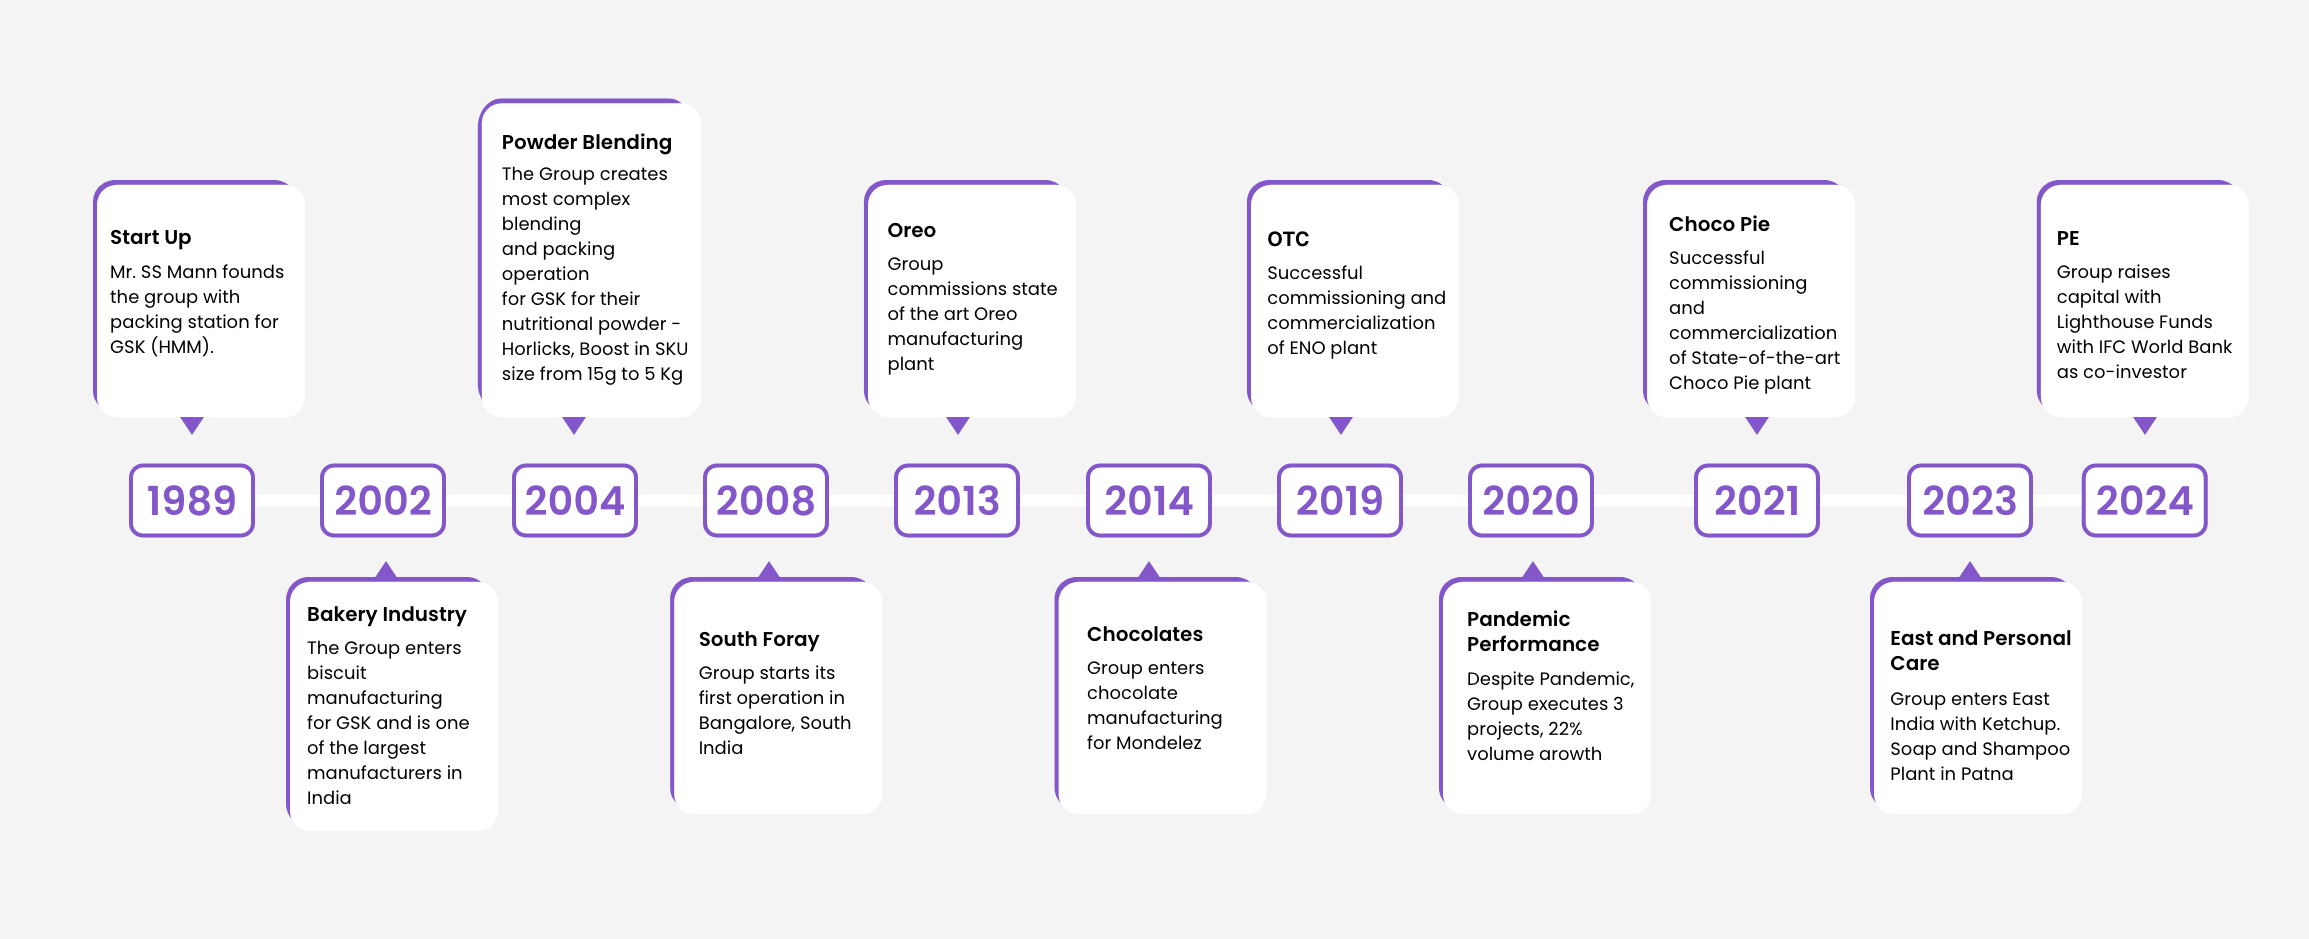 Start Up
Mr. SS Mann founds
the group with
packing station for
GSK (HMM).
Powder Blending
The Group creates
most complex
blending
and packing
operation
for GSK for their
nutritional powder -
Horlicks, Boost in SKU
size from 15g to 5 Kg
Oreo
Group
commissions state
of the art Oreo
manufacturing
plant
OTC
Successful
commissioning and
commercialization
of ENO plant
Choco Pie
Successful
commissioning
and
commercialization
of State-of-the-art
Choco Pie plant
PE
Group raises
capital with
Lighthouse Funds
with IFC World Bank
as co-investor
1989
2002
2004
2008
2013
2014
2019
2020
2021
2023
2024
Bakery Industry
The Group enters
biscuit
manufacturing
for GSK and is one
of the largest
manufacturers in
India
South Foray
Group starts its
first operation in
Bangalore, South
India
Chocolates
Group enters
chocolate
manufacturing
for Mondelez
Pandemic
Performance
Despite Pandemic,
Group executes 3
projects, 22%
volume arowth
East and Personal
Care
Group enters East
India with Ketchup.
Soap and Shampoo
Plant in Patna